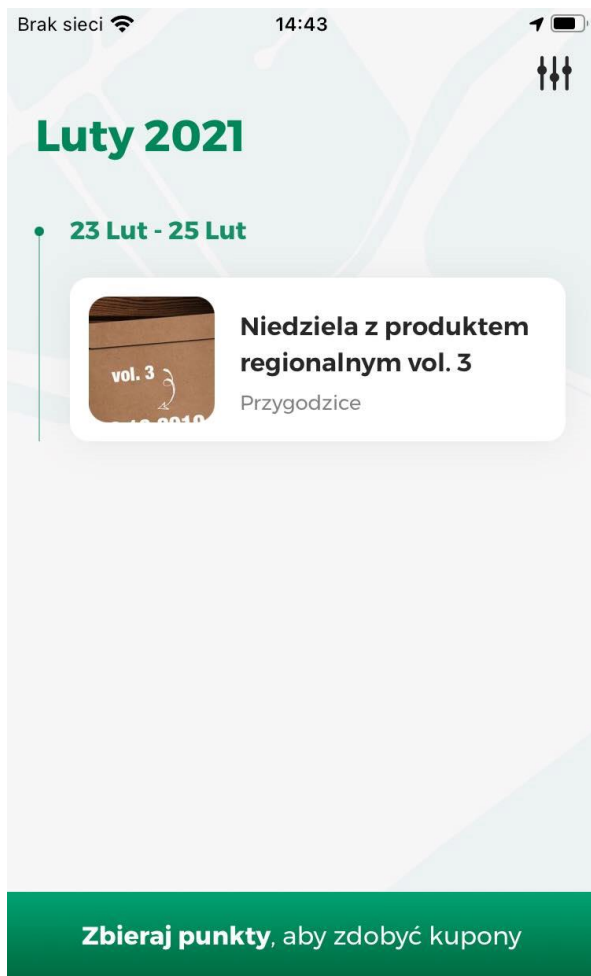 Brak sieci
14:43
Luty 2021
23 Lut - 25 Lut
vol. 3
Niedziela z produktem
regionalnym vol. 3
Przygodzice
Zbieraj punkty, aby zdobyć kupony